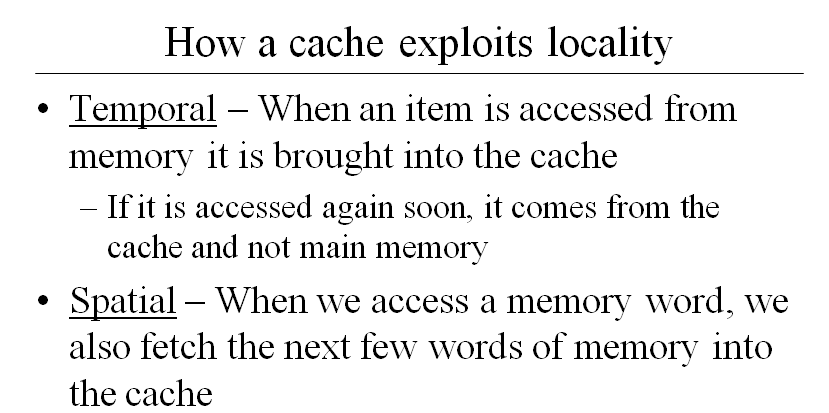 How a cache exploits locality
• Temporal – When an item is accessed from
memory it is brought into the cache
– If it is accessed again soon, it comes from the
cache and not main memory
• Spatial – When we access a memory word, we
also fetch the next few words of memory into
the cache